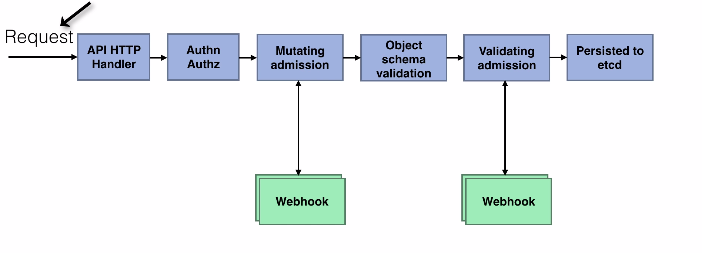 Request
API HTTP
Handler
Authn
Authz
Mutating
admission
Object
schema
validation
Validating
admission
Persisted to
etcd
Webhook
Webhook